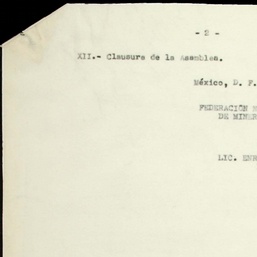 - 2 -
XII.- Clausura de la Asamblea.
México, D. F.
FEDERACIÓN
DE MINER
LIC.